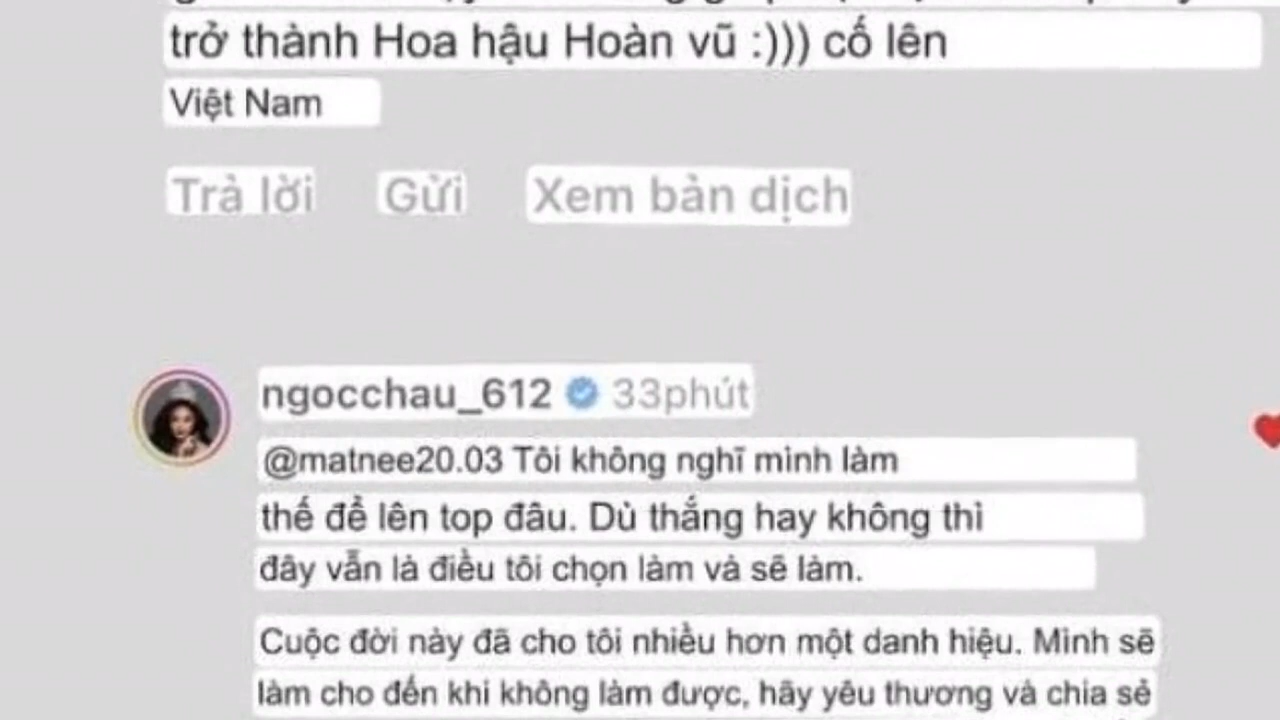 trở thành Hoa hậu Hoàn vũ :))) cố lên
Việt Nam
Trả lời Gửi Xem bản dịch
ngocchau_612 33phút
@matnee20.03 Tôi không nghĩ mình làm
thế để lên top đâu. Dù thắng hay không thì
đây vẫn là điều tôi chọn làm và sẽ làm.
Cuộc đời này đã cho tôi nhiều hơn một danh hiệu. Mình sẽ
làm cho đến khi không làm được, hãy yêu thương và chia sẻ